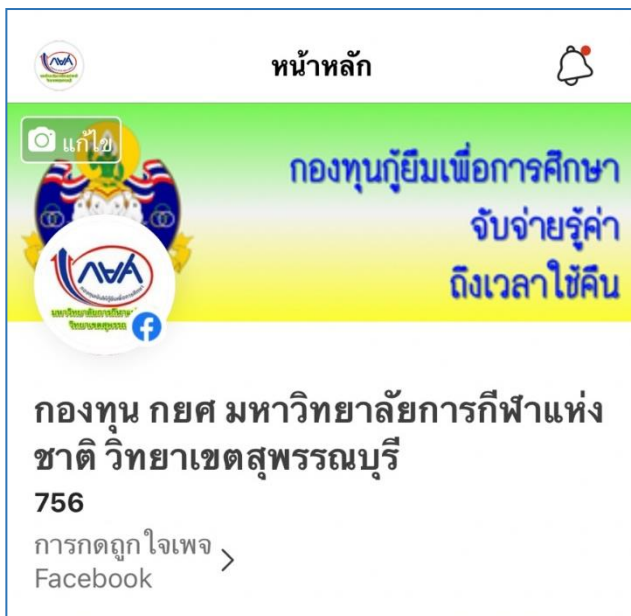 หน้าหลัก
แก้ไข
กองทุนกู้ยืมเพื่อการศึกษา
จับจ่ายรู้ค่า
ถึงเวลาใช้คืน
กยศ
กองทุน กยศ มหาวิทยาลัยการกีฬาแห่ง
ชาติ วิทยาเขตสุพรรณบุรี
756
การกดถูกใจเพจ
Facebook